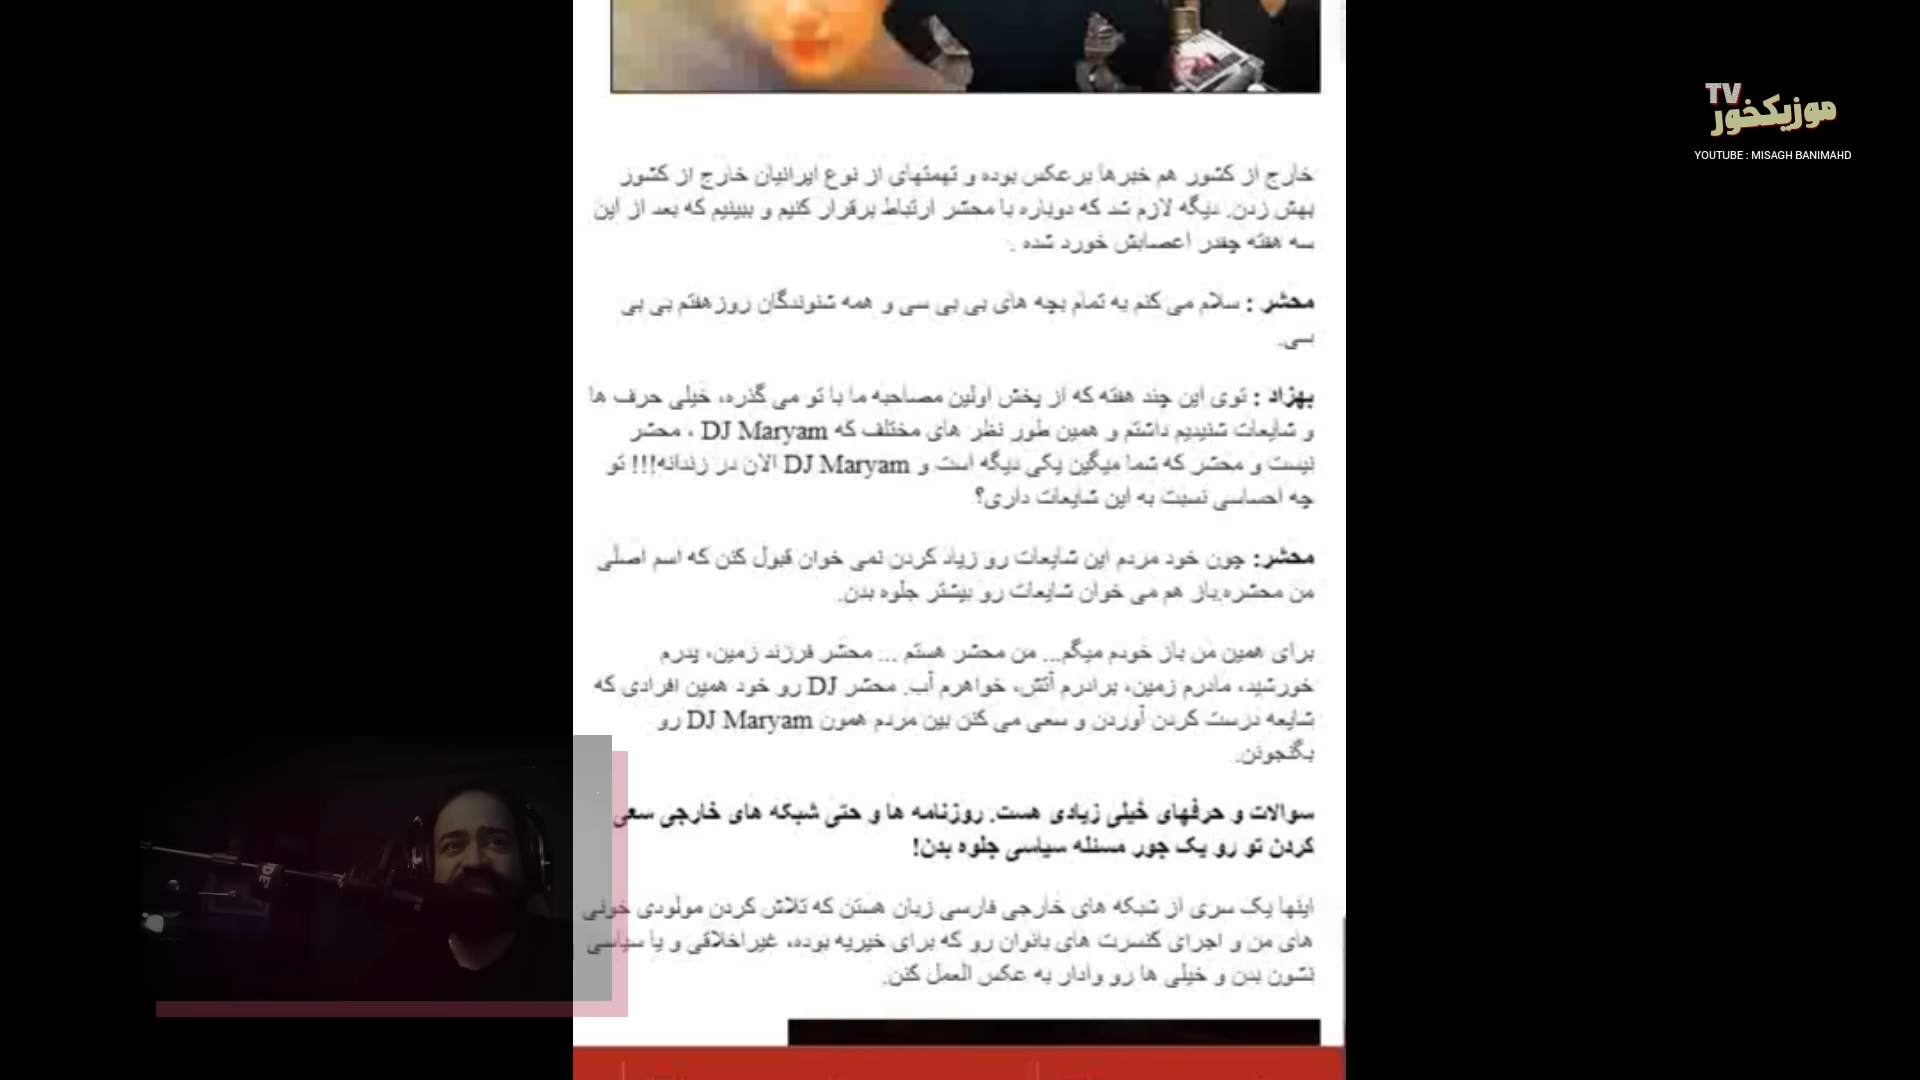 TV
موزیکخور
YOUTUBE : MISAGH BANIMAHD
خارج از کشور هم خبرها برعکس بوده و تهمتهای از نوع ایرانیان خارج از کشور
بهش زدن. دیگه لازم شد که دوباره با محشر ارتباط برقرار کنیم و ببینیم که بعد از این
سه هفته چقدر اعصابش خورد شده .
محشر : سلام می کنم به تمام بچه های بی بی سی و همه شنوندگان روزهفتم بی بی
سی.
بهزاد : توی این چند هفته که از پخش اولین مصاحبه ما با تو می گذره، خیلی حرف ها
و شایعات شنیدیم داشتم و همین طور نظر های مختلف که DJ Maryam ، محشر
نیست و محشر که شما میگین یکی دیگه است و DJ Maryam الان در زندانه!!! تو
چه احساسی نسبت به این شایعات داری؟
محشر: چون خود مردم این شایعات رو زیاد کردن نمی خوان قبول کنن که اسم اصلی
من محشره.باز هم می خوان شایعات رو بیشتر جلوه بدن.
برای همین من باز خودم میگم... من محشر هستم ... محشر فرزند زمین، پدرم
خورشید، مادرم زمین، برادرم آتش، خواهرم آب. محشر DJ رو خود همین افرادی که
شایعه درست کردن آوردن و سعی می کنن بین مردم همون DJ Maryam رو
بگنجونن.
سوالات و حرفهای خیلی زیادی هست. روزنامه ها و حتی شبکه های خارجی سعی
کردن تو رو یک جور مسئله سیاسی جلوه بدن!
اینها یک سری از شبکه های خارجی فارسی زبان هستن که تلاش کردن مولودی خونی
های من و اجرای کنسرت های بانوان رو که برای خیریه بوده، غیراخلاقی و یا سیاسی
نشون بدن و خیلی ها رو وادار به عکس العمل کنن.